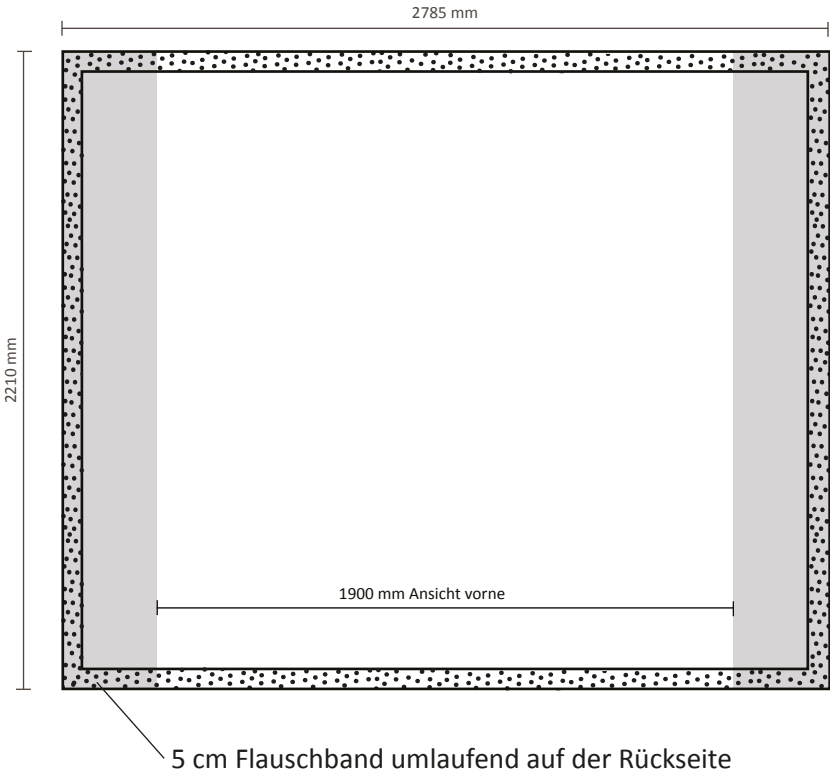 2785 mm
2210 mm
1900 mm Ansicht vorne
5 cm Flauschband umlaufend auf der Rückseite